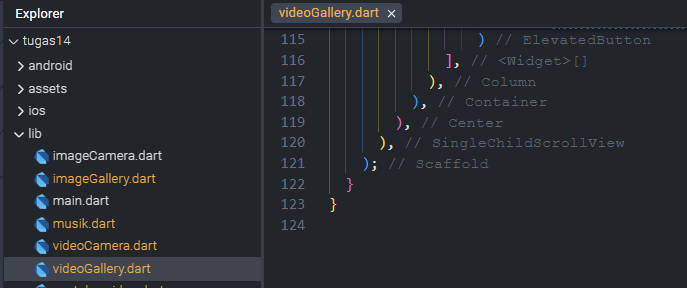 Explorer
tugas14
android
assets
ios
lib
imageCamera.dart
imageGallery.dart
main.dart
musik.dart
videoCamera.dart
videoGallery.dart
videoGallery.dart
115 ) // ElevatedButton
116 ], // <Widget>[]
117 ), // Column
118 ), // Container
119 ), // Center
120 ), // SingleChildScrollView
121 ); // Scaffold
122 }
123 }
124